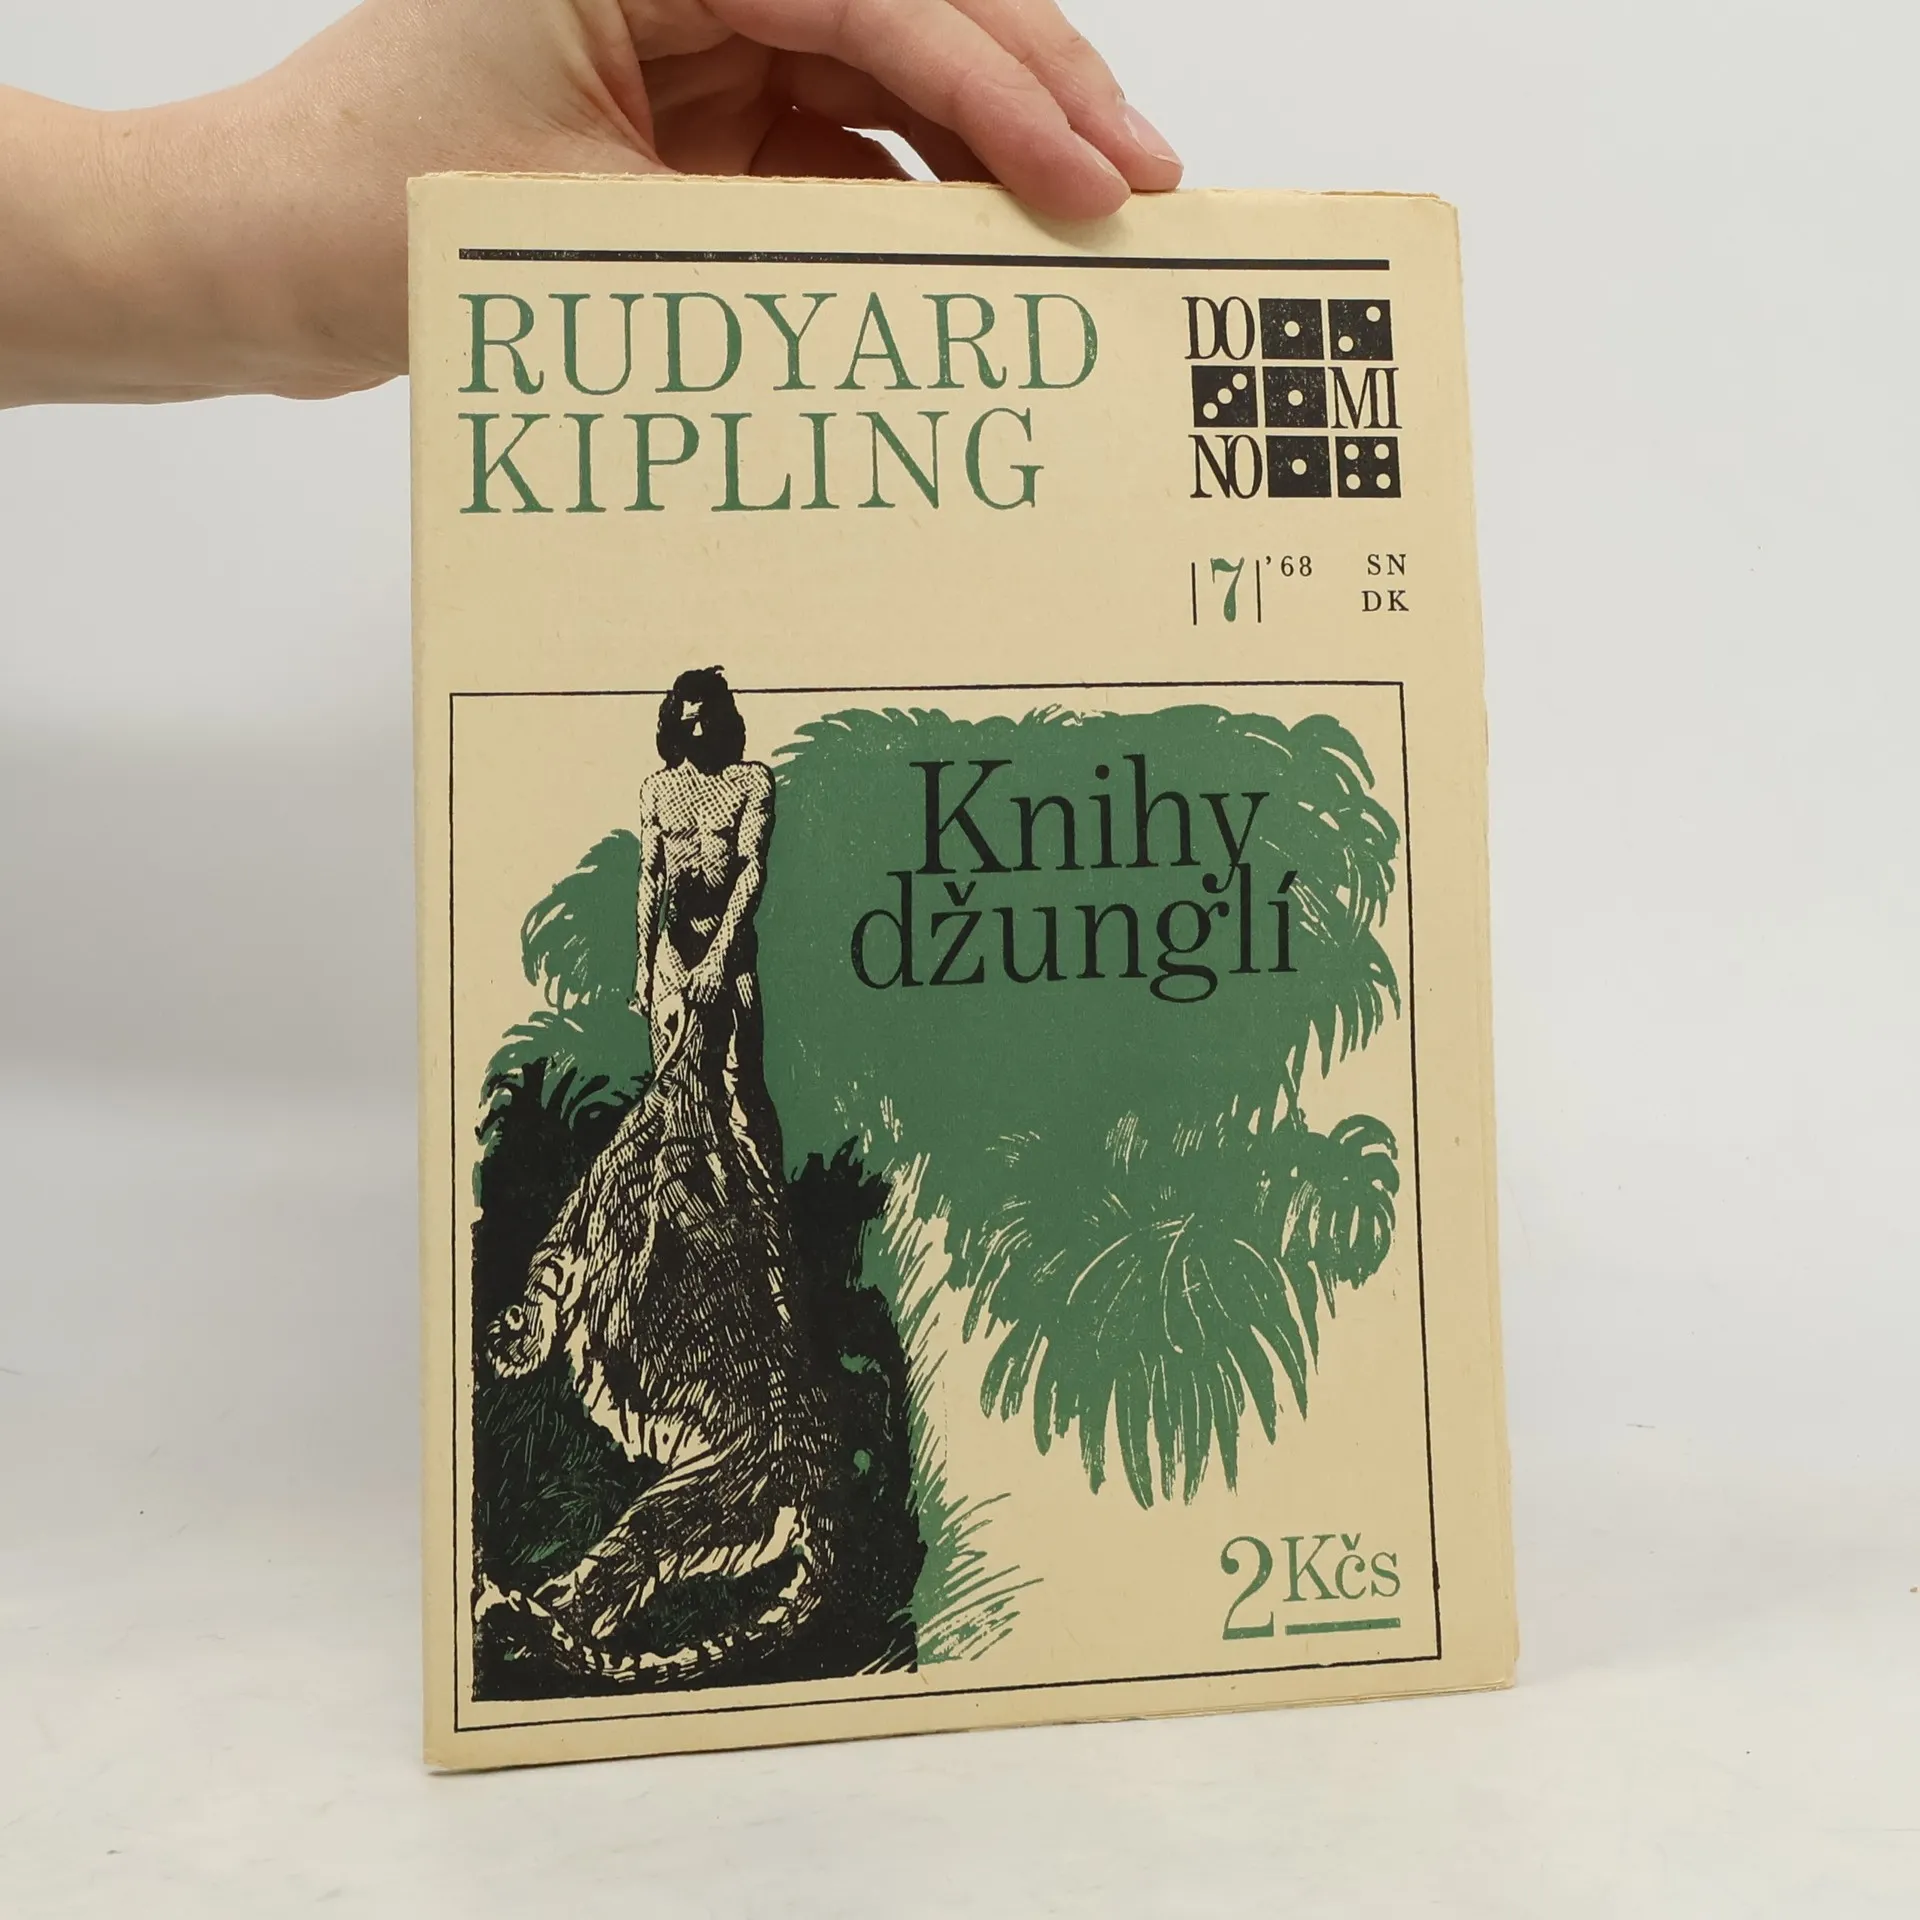 RUDYARD
KIPLING
DO
MI
NO
|7|'68
SN
DK
Knihy
džunglí
2 Kčs